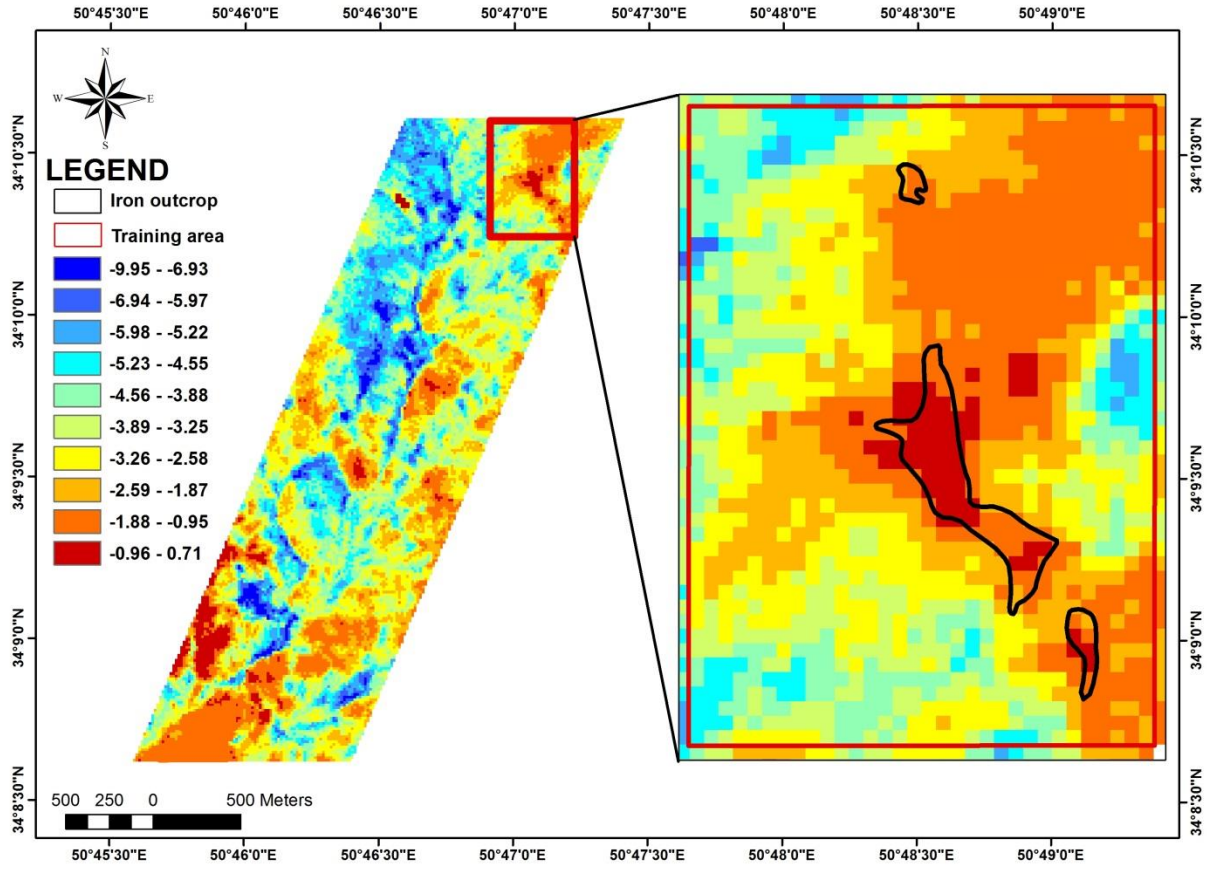 50°45'30"E 50°46'0"E 50°46'30"E 50°47'0"E 50°47'30"E 50°48'0"E 50°48'30"E 50°49'0"E
N
W E
S
34°10'30"N
34°10'0"N
34°9'30"N
34°9'0"N
34°8'30"N
LEGEND
Iron outcrop
Training area
-9.95 - -6.93
-6.94 - -5.97
-5.98 - -5.22
-5.23 - -4.55
-4.56 - -3.88
-3.89 - -3.25
-3.26 - -2.58
-2.59 - -1.87
-1.88 - -0.95
-0.96 - 0.71
500 250 0 500 Meters
34°10'30"N
34°10'0"N
34°9'30"N
34°9'0"N
34°8'30"N
50°45'30"E 50°46'0"E 50°46'30"E 50°47'0"E 50°47'30"E 50°48'0"E 50°48'30"E 50°49'0"E